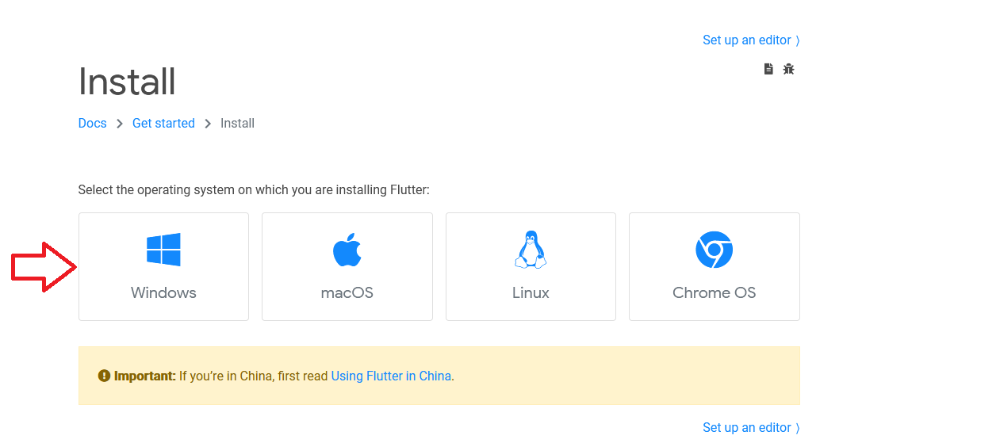 Set up an editor
Install
Docs Get started Install
Select the operating system on which you are installing Flutter:
Windows macOS Linux Chrome OS
Important: If you’re in China, first read Using Flutter in China.
Set up an editor